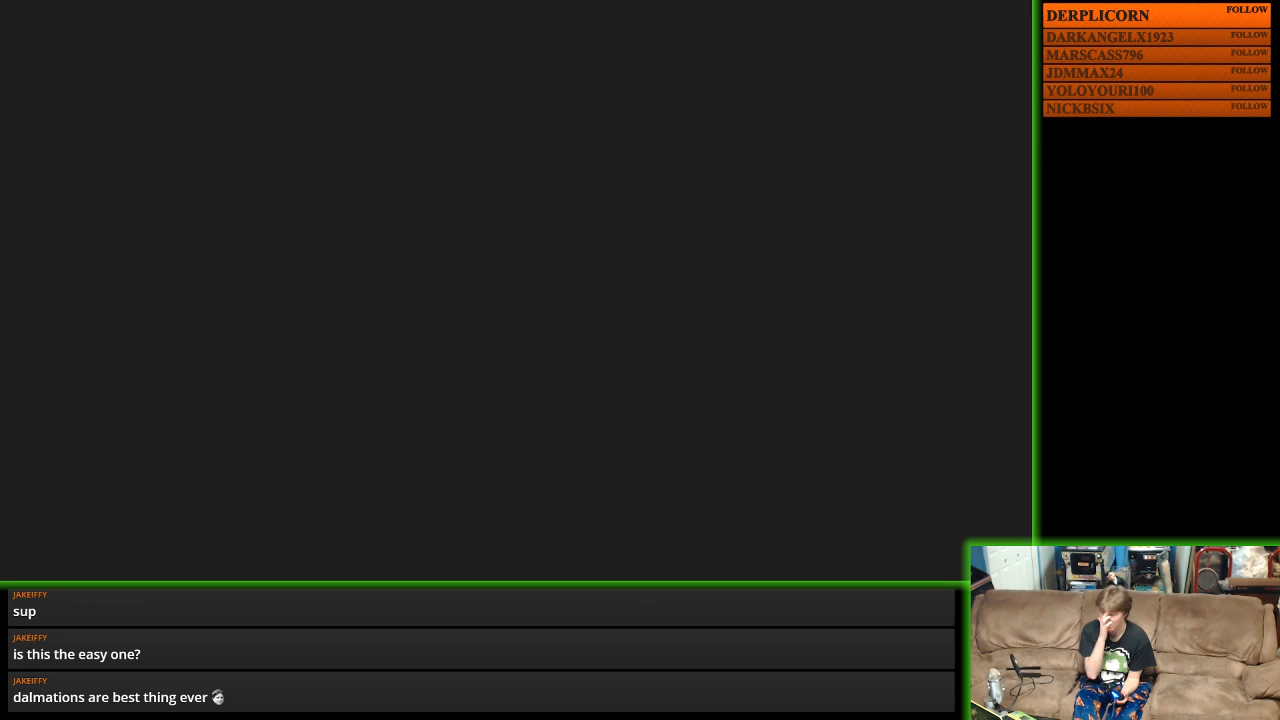 DERPLICORN FOLLOW
DARKANGELX1923 FOLLOW
MARSCASS796 FOLLOW
JDMMAX24 FOLLOW
YOLOYOURI100 FOLLOW
NICKBSIX FOLLOW
JAKEIFFY
sup
JAKEIFFY
is this the easy one?
JAKEIFFY
dalmations are best thing ever